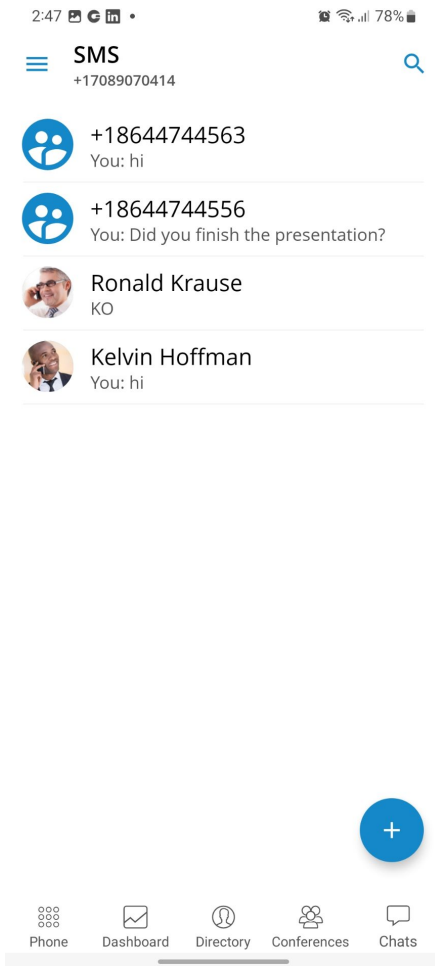 2:47
78%
SMS
+17089070414
+18644744563
You: hi
+18644744556
You: Did you finish the presentation?
Ronald Krause
KO
Kelvin Hoffman
You: hi
+
Phone Dashboard Directory Conferences Chats